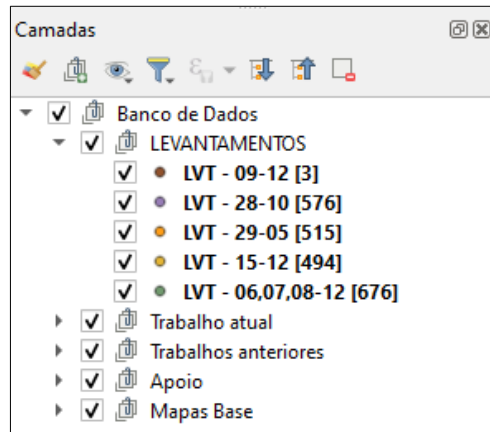 Camadas
Banco de Dados
LEVANTAMENTOS
LVT - 09-12 [3]
LVT - 28-10 [576]
LVT - 29-05 [515]
LVT - 15-12 [494]
LVT - 06,07,08-12 [676]
Trabalho atual
Trabalhos anteriores
Apoio
Mapas Base